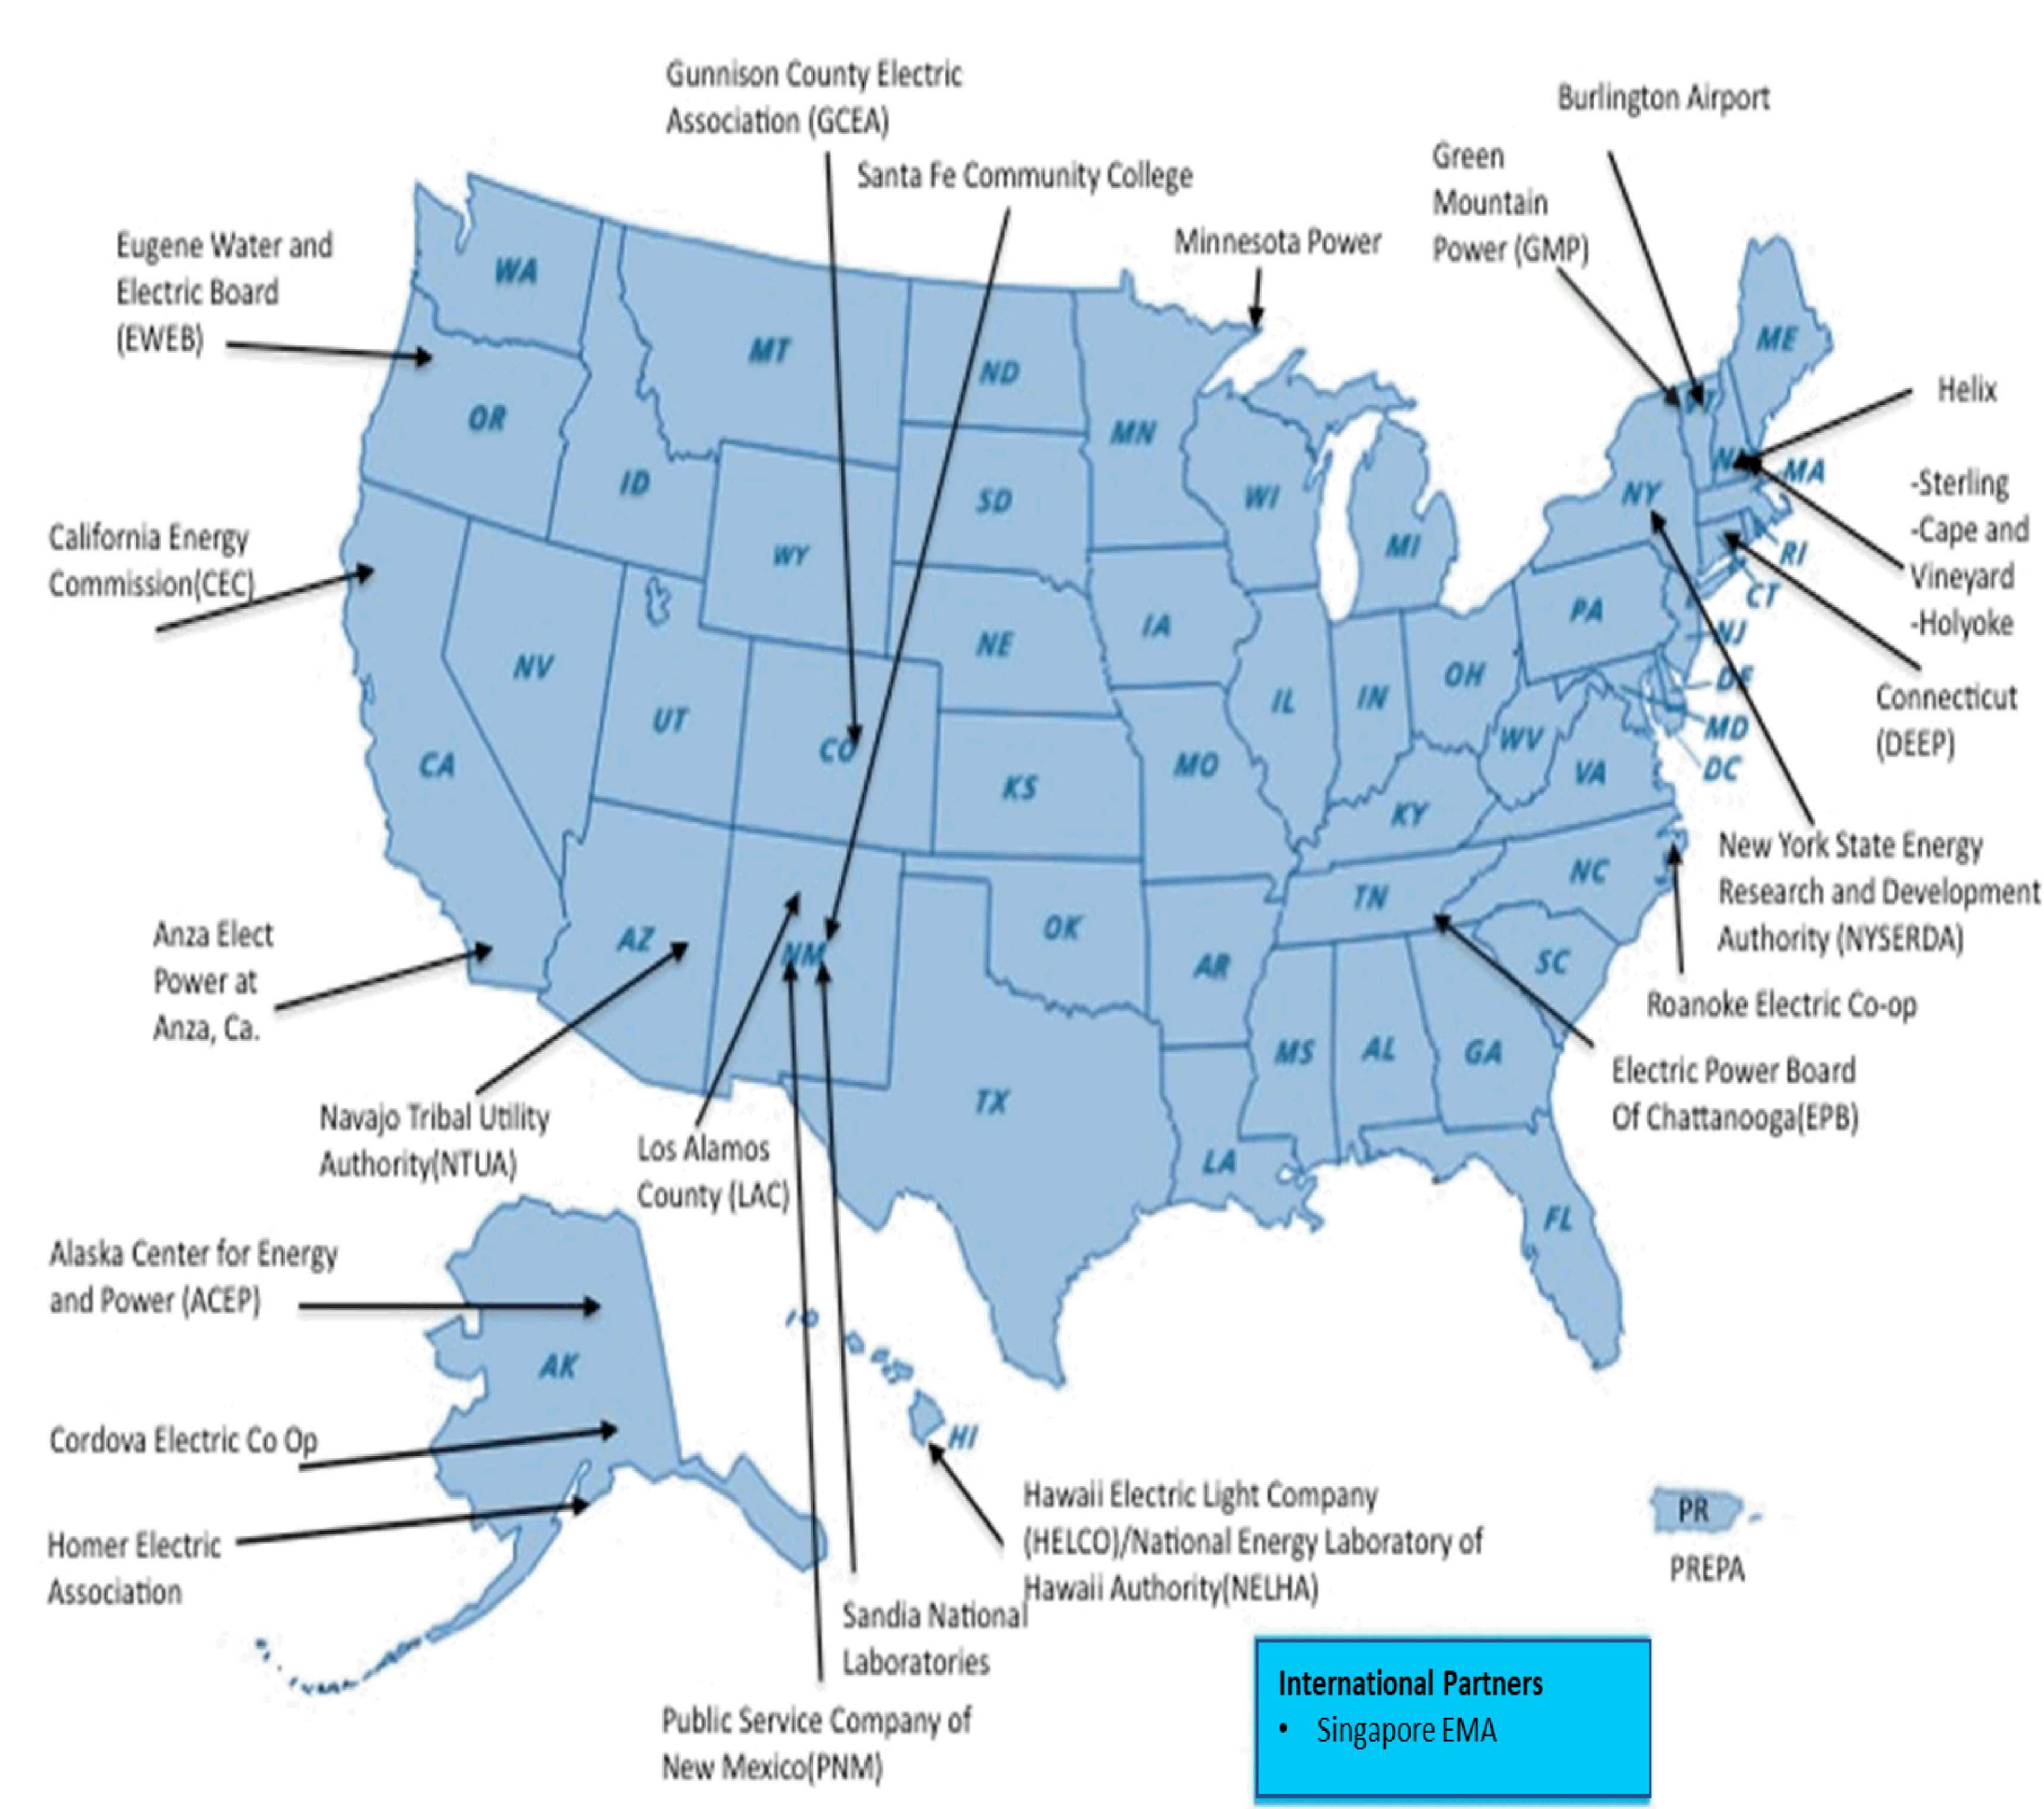 Gunnison County Electric
Association (GCEA)
Burlington Airport
Green
Mountain
Power (GMP)
Santa Fe Community College
Minnesota Power
Eugene Water and
Electric Board
(EWEB)
WA
MT
ND
MN
OR
ID
SD
WI
MI
WY
ME
VT
Helix
MA
NY
-Sterling
-Cape and
Vineyard
-Holyoke
RI
CT
California Energy
Commission(CEC)
NE
IA
PA
NJ
NV
UT
CO
IL
IN
OH
DE
WV
MD
DC
Connecticut
(DEEP)
CA
KS
MO
KY
VA
New York State Energy
Research and Development
Authority (NYSERDA)
NC
TN
Anza Elect
Power at
Anza, Ca.
AZ
NM
OK
AR
SC
Roanoke Electric Co-op
MS
AL
GA
Electric Power Board
Of Chattanooga(EPB)
TX
Navajo Tribal Utility
Authority(NTUA)
Los Alamos
County (LAC)
LA
FL
Alaska Center for Energy
and Power (ACEP)
AK
Cordova Electric Co Op
HI
Homer Electric
Association
Hawaii Electric Light Company
(HELCO)/National Energy Laboratory of
Hawaii Authority(NELHA)
PR
PREPA
Sandia National
Laboratories
Public Service Company of
New Mexico(PNM)
International Partners
• Singapore EMA